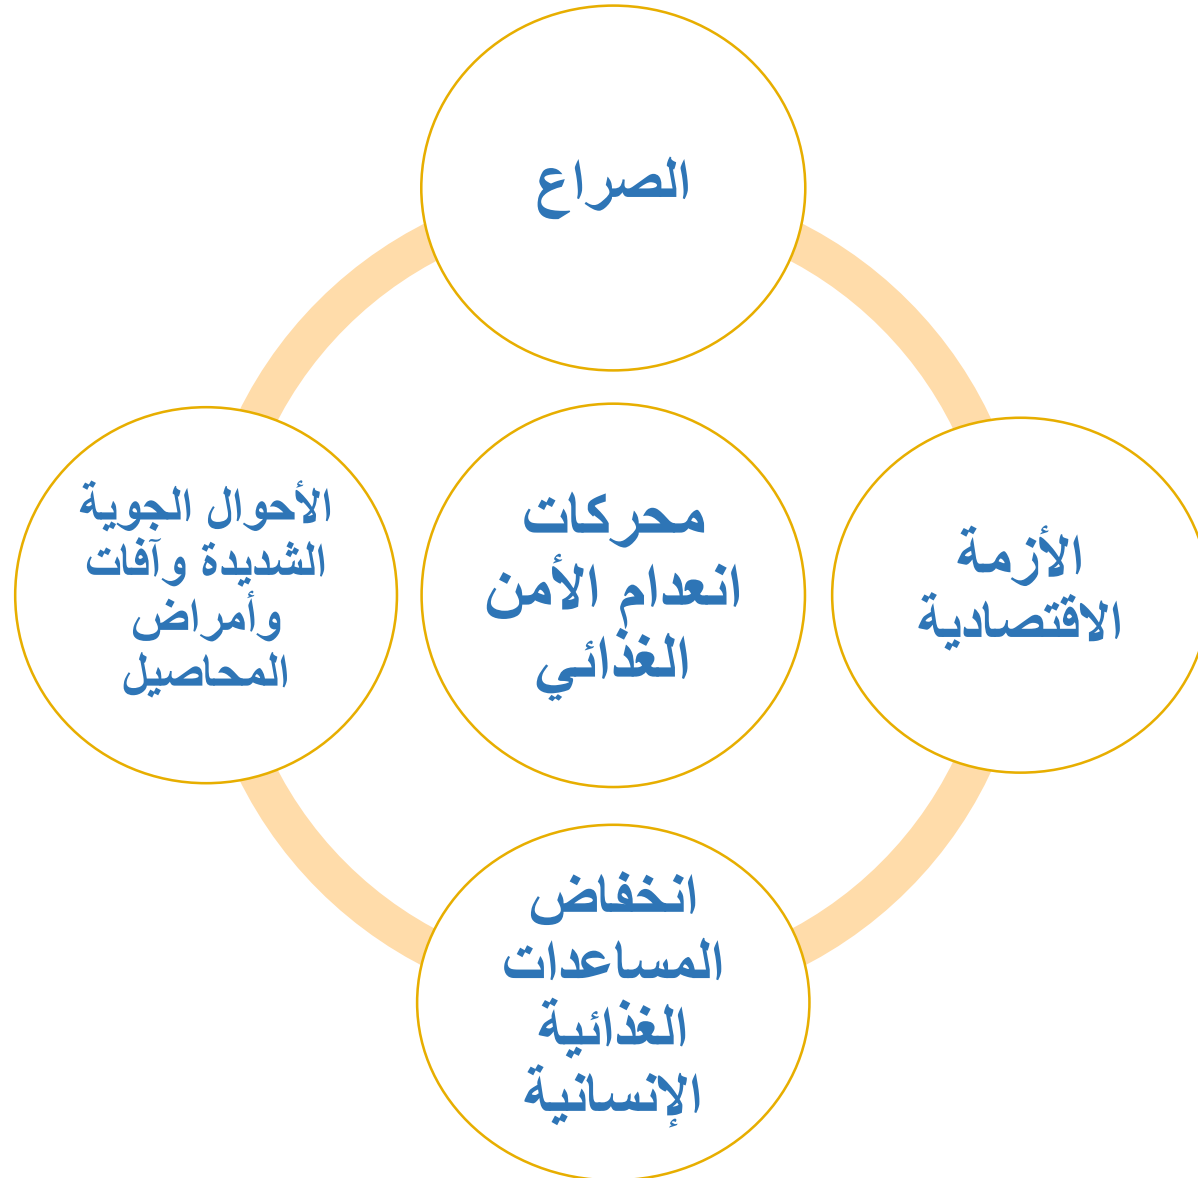 الصراع
الأزمة
الاقتصادية
محركات
انعدام الأمن
الغذائي
الأحوال الجوية
الشديدة وآفات
وأمراض
المحاصيل
انخفاض
المساعدات
الغذائية
الإنسانية